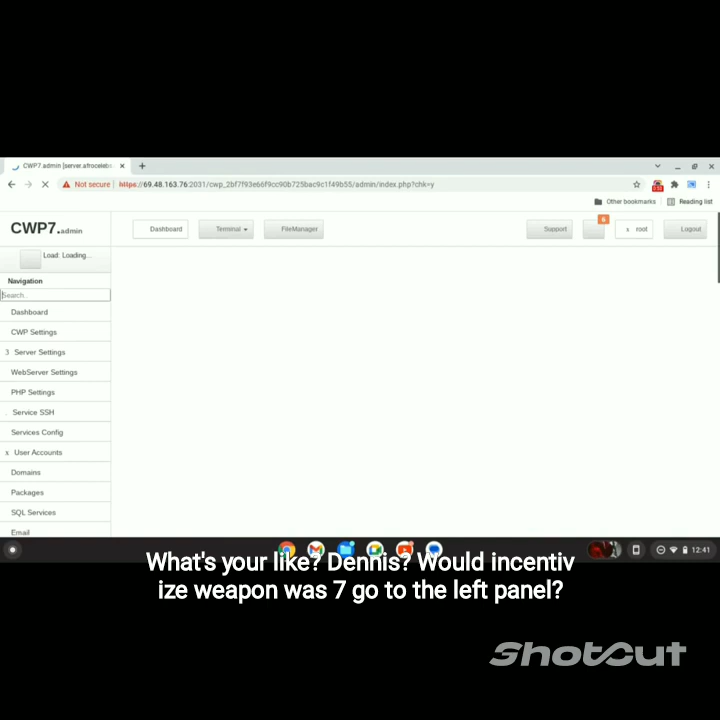 CWP7.admin |server.afrocelebs
Not secure
https://69.48.163.76:2031/cwp_2bf7f93e66f9cc90b725bac9c1f49b55/admin/index.php?chk=y
Other bookmarks
Reading list
CWP7.admin
Dashboard
Terminal
FileManager
Support
6
x root
Logout
Load. Loading...
Navigation
Search..
Dashboard
CWP Settings
3 Server Settings
WebServer Settings
PHP Settings
. Service SSH
Services Config
x User Accounts
Domains
Packages
SQL Services
Email
12:41
What's your like? Dennis? Would incentiv
ize weapon was 7 go to the left panel?
Shotcut